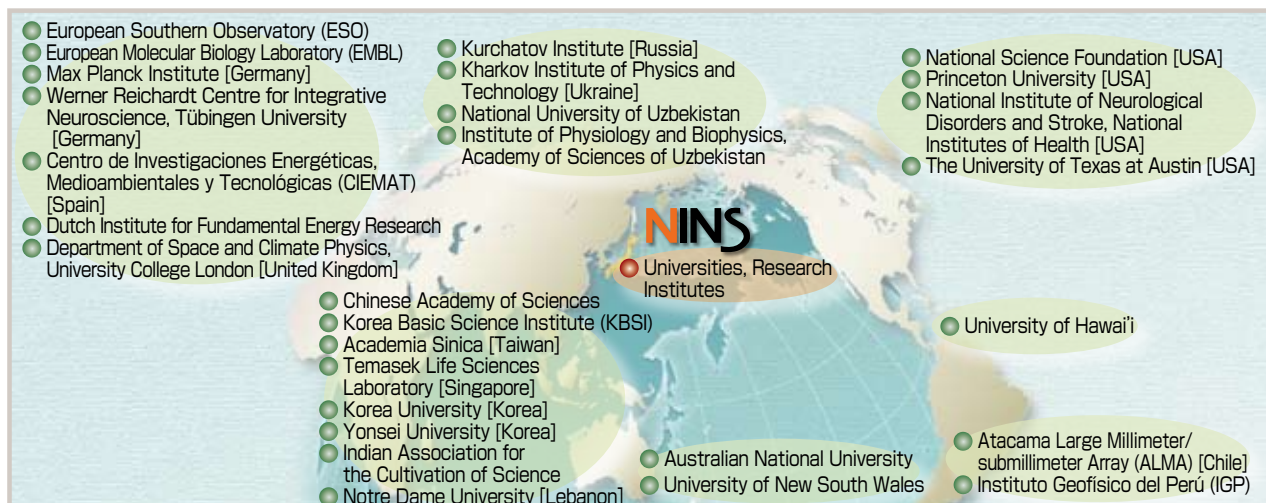 European Southern Observatory (ESO)
European Molecular Biology Laboratory (EMBL)
Max Planck Institute [Germany]
Werner Reichardt Centre for Integrative
Neuroscience, Tübingen University
[Germany]
Centro de Investigaciones Energéticas,
Medioambientales y Tecnológicas (CIEMAT)
[Spain]
Dutch Institute for Fundamental Energy Research
Department of Space and Climate Physics,
University College London [United Kingdom]
Kurchatov Institute [Russia]
Kharkov Institute of Physics and
Technology [Ukraine]
National University of Uzbekistan
Institute of Physiology and Biophysics,
Academy of Sciences of Uzbekistan
National Science Foundation [USA]
Princeton University [USA]
National Institute of Neurological
Disorders and Stroke, National
Institutes of Health [USA]
The University of Texas at Austin [USA]
NINS
Universities, Research
Institutes
Chinese Academy of Sciences
Korea Basic Science Institute (KBSI)
Academia Sinica [Taiwan]
Temasek Life Sciences
Laboratory [Singapore]
Korea University [Korea]
Yonsei University [Korea]
Indian Association for
the Cultivation of Science
Notre Dame University [Lebanon]
University of Hawai'i
Australian National University
University of New South Wales
Atacama Large Millimeter/
submillimeter Array (ALMA) [Chile]
Instituto Geofísico del Perú (IGP)